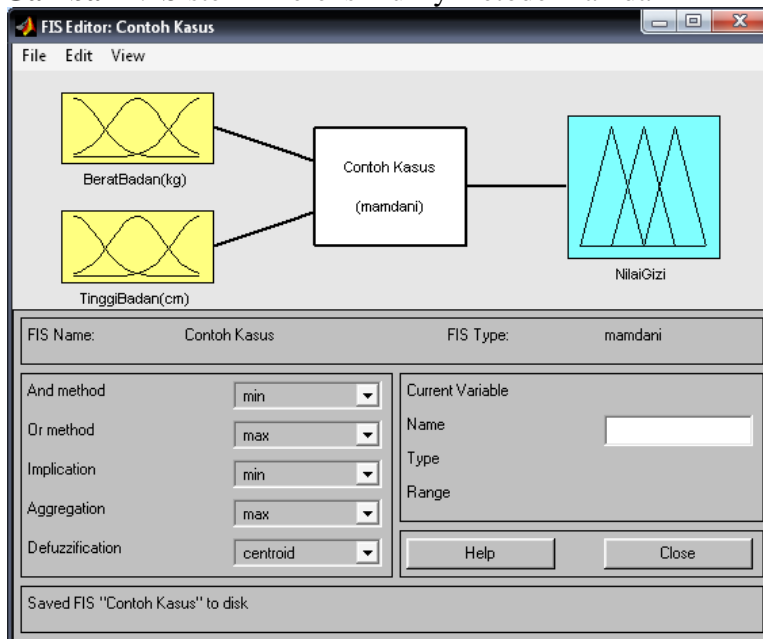 FIS Editor: Contoh Kasus
File Edit View
BeratBadan(kg)
TinggiBadan(cm)
Contoh Kasus
(mamdani)
NilaiGizi
FIS Name: Contoh Kasus FIS Type: mamdani
And method min
Or method max
Implication min
Aggregation max
Defuzzification centroid
Current Variable
Name
Type
Range
Help Close
Saved FIS "Contoh Kasus" to disk